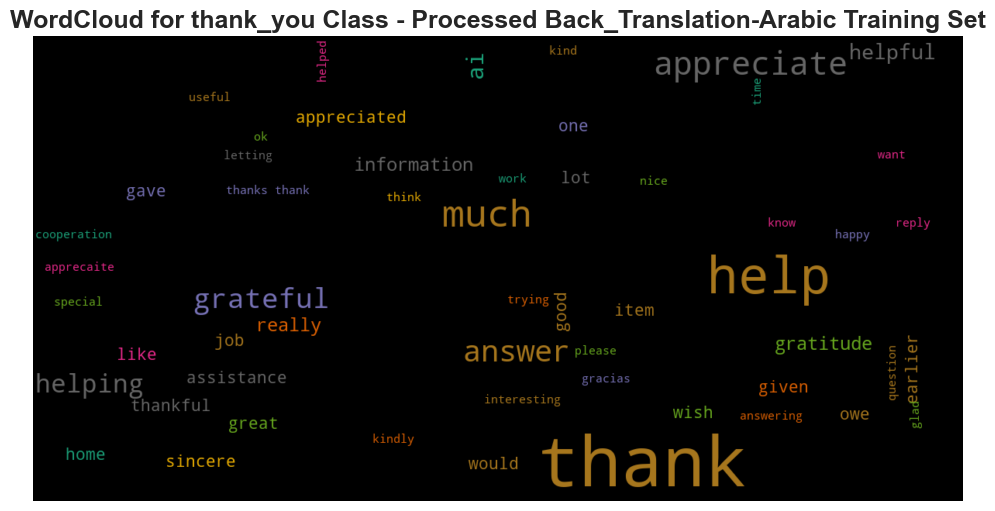 WordCloud for thank_you Class - Processed Back_Translation-Arabic Training Set
helped
ai
kind
appreciate
helpful
useful
time
appreciated
one
ok
letting
information
want
gave
thanks thank
think
work
lot
nice
much
cooperation
know
happy
reply
apprecaite
help
special
grateful
really
trying
good
item
job
like
answer
please
gratitude
question
earlier
helping
assistance
gracias
given
thankful
interesting
wish
answering
owe
glad
great
kindly
home
sincere
would
thank